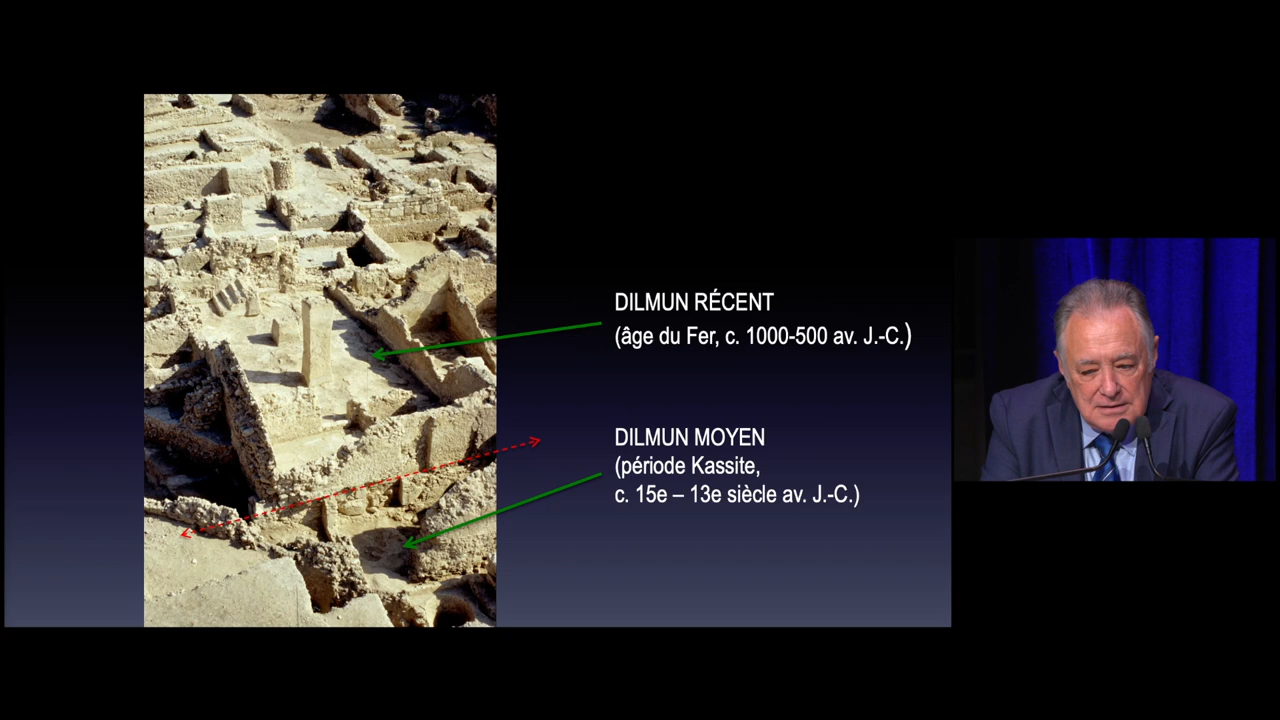 DILMUN RÉCENT
(âge du Fer, c. 1000-500 av. J.-C.)
DILMUN MOYEN
(période Kassite,
c. 15e – 13e siècle av. J.-C.)